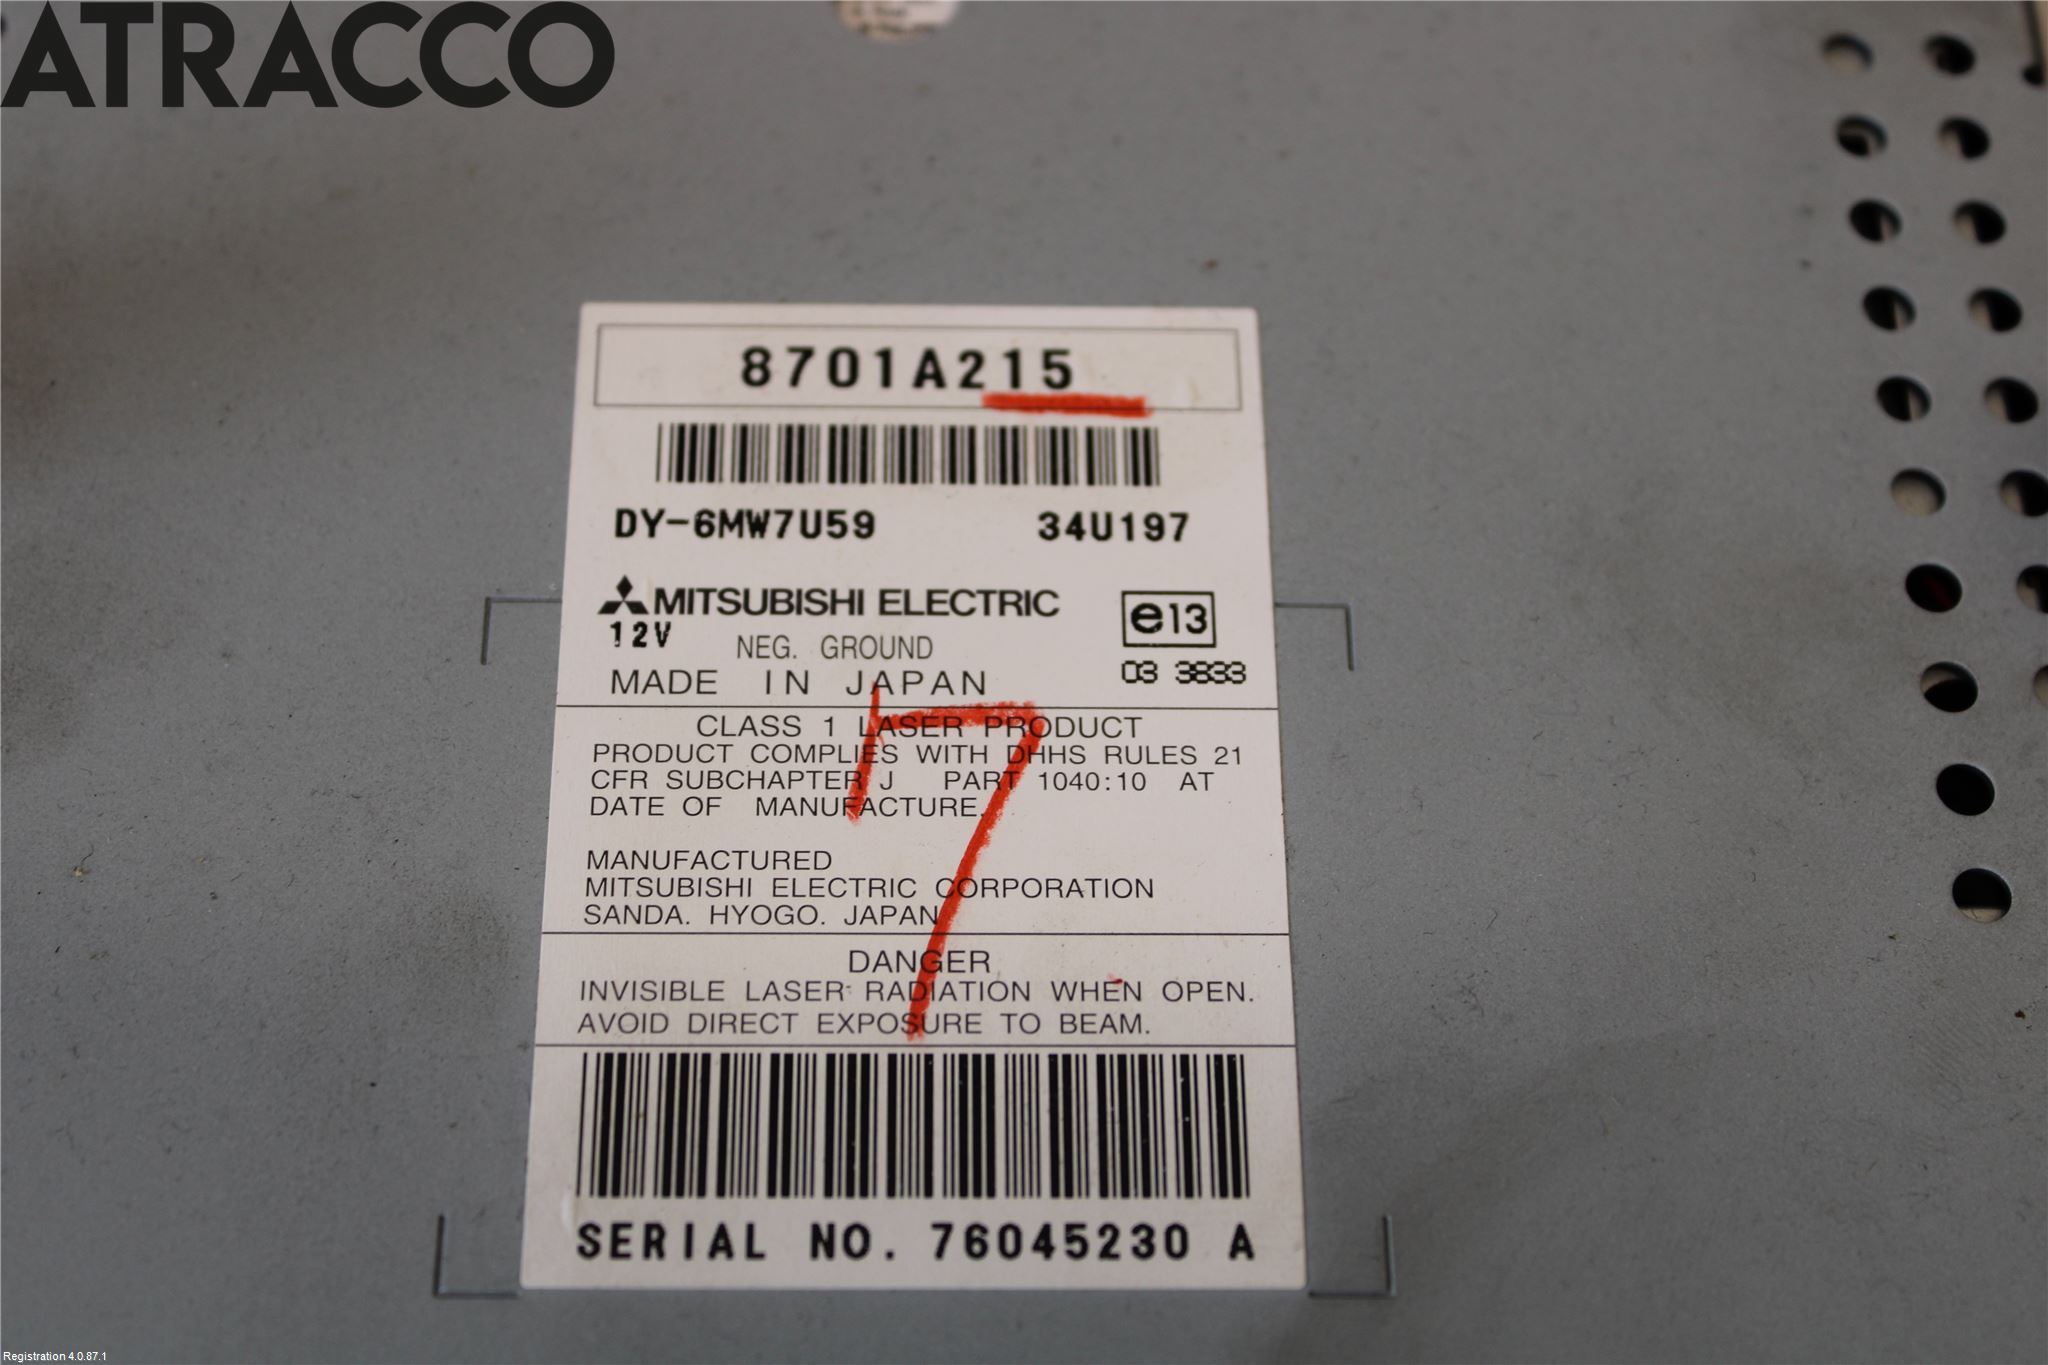 ATRACCO
8701A215
DY-6MW7U59 34U197
MITSUBISHI ELECTRIC
12V NEG. GROUND
e13
MADE IN JAPAN
03 3833
CLASS 1 LASER PRODUCT
PRODUCT COMPLIES WITH DHHS RULES 21
CFR SUBCHAPTER J PART 1040:10 AT
DATE OF MANUFACTURE.
7
MANUFACTURED
MITSUBISHI ELECTRIC CORPORATION
SANDA. HYOGO. JAPAN
DANGER
INVISIBLE LASER RADIATION WHEN OPEN.
AVOID DIRECT EXPOSURE TO BEAM.
SERIAL NO. 76045230 A
Registration 4.0.87.1